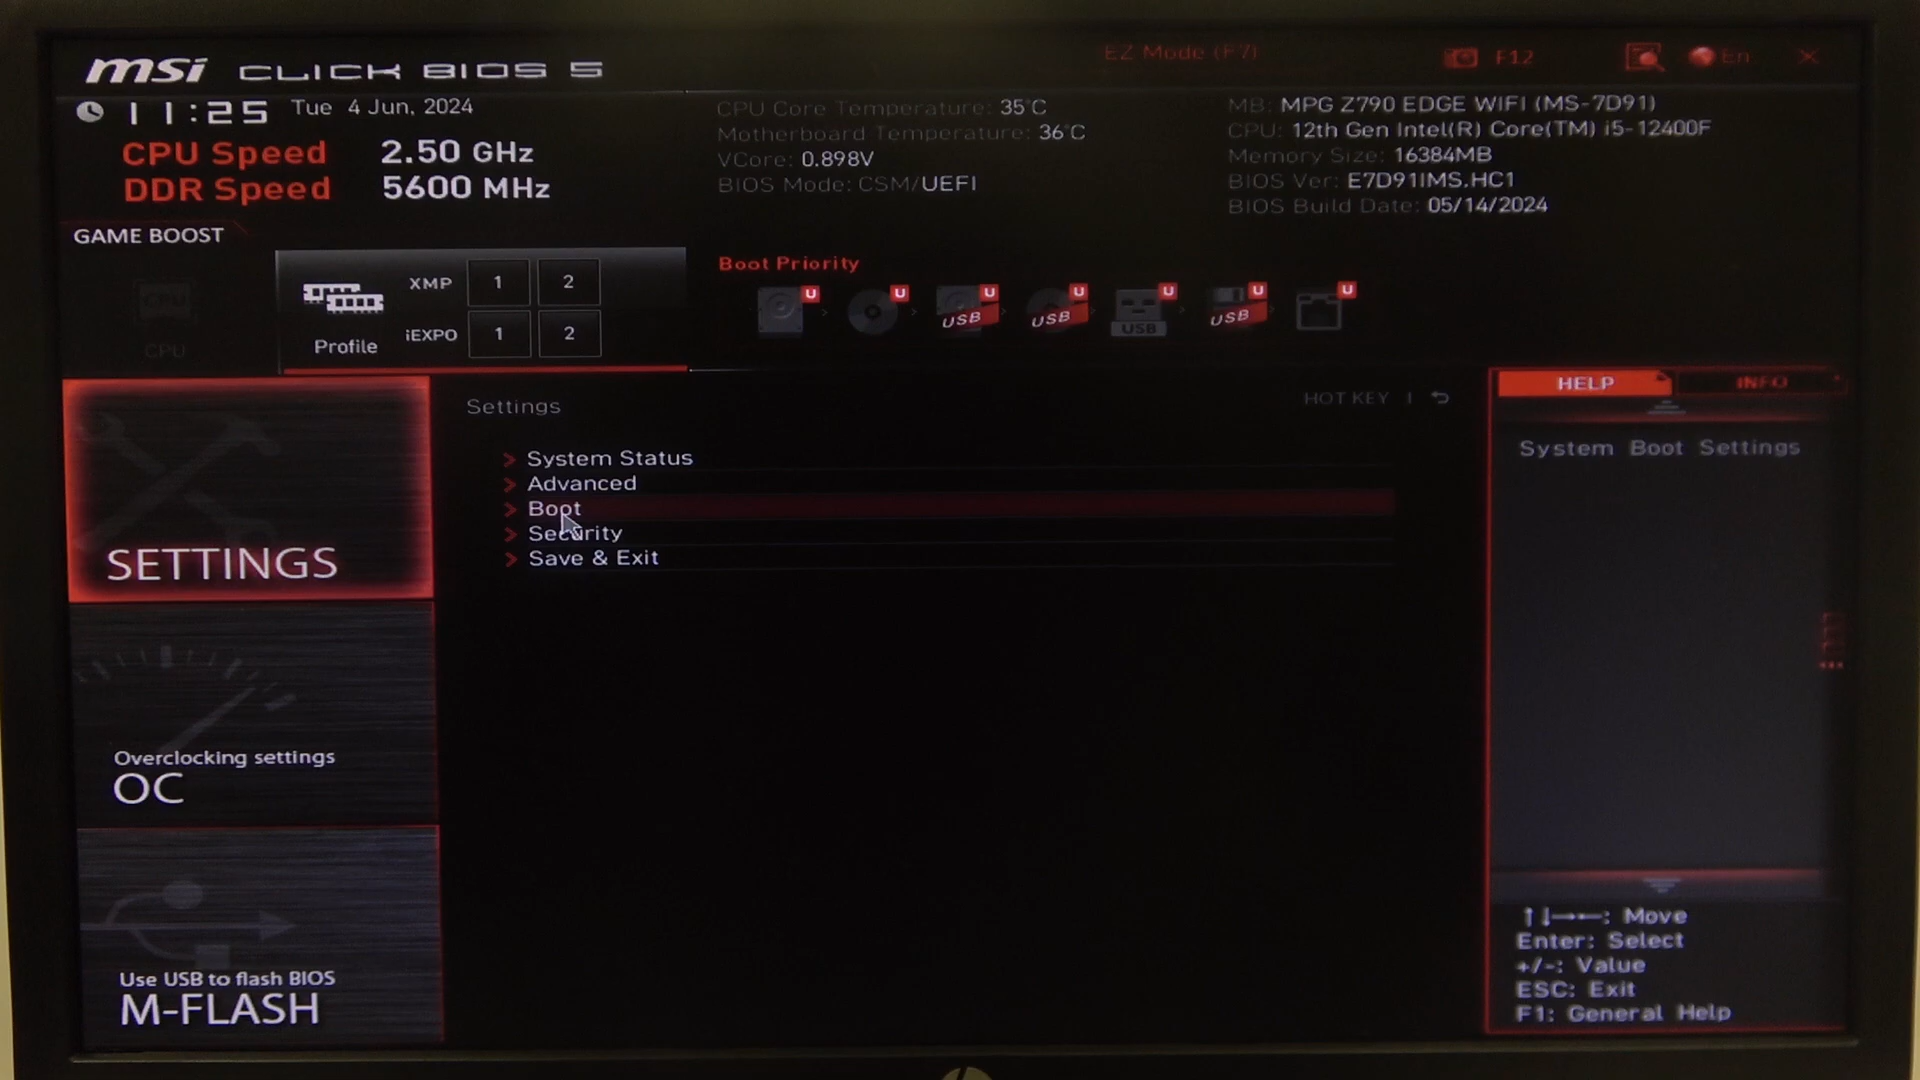 msi CLICK BIOS 5
EZ Mode (F7)
F12
En
X
11:25 Tue 4 Jun, 2024
CPU Speed 2.50 GHz
DDR Speed 5600 MHz
CPU Core Temperature: 35°C
Motherboard Temperature: 36°C
VCore: 0.898V
BIOS Mode: CSM/UEFI
MB: MPG Z790 EDGE WIFI (MS-7D91)
CPU: 12th Gen Intel(R) Core(TM) i5-12400F
Memory Size: 16384MB
BIOS Ver: E7D91IMS.HC1
BIOS Build Date: 05/14/2024
GAME BOOST
CPU
CPU
Profile
XMP 1 2
iEXPO 1 2
Boot Priority
U U U U U U U
USB USB USB USB
SETTINGS
Overclocking settings
OC
Use USB to flash BIOS
M-FLASH
Settings
HOT KEY
> System Status
> Advanced
> Boot
> Security
> Save & Exit
HELP INFO
System Boot Settings
↑↓→←: Move
Enter: Select
+/-: Value
ESC: Exit
F1: General Help
hp